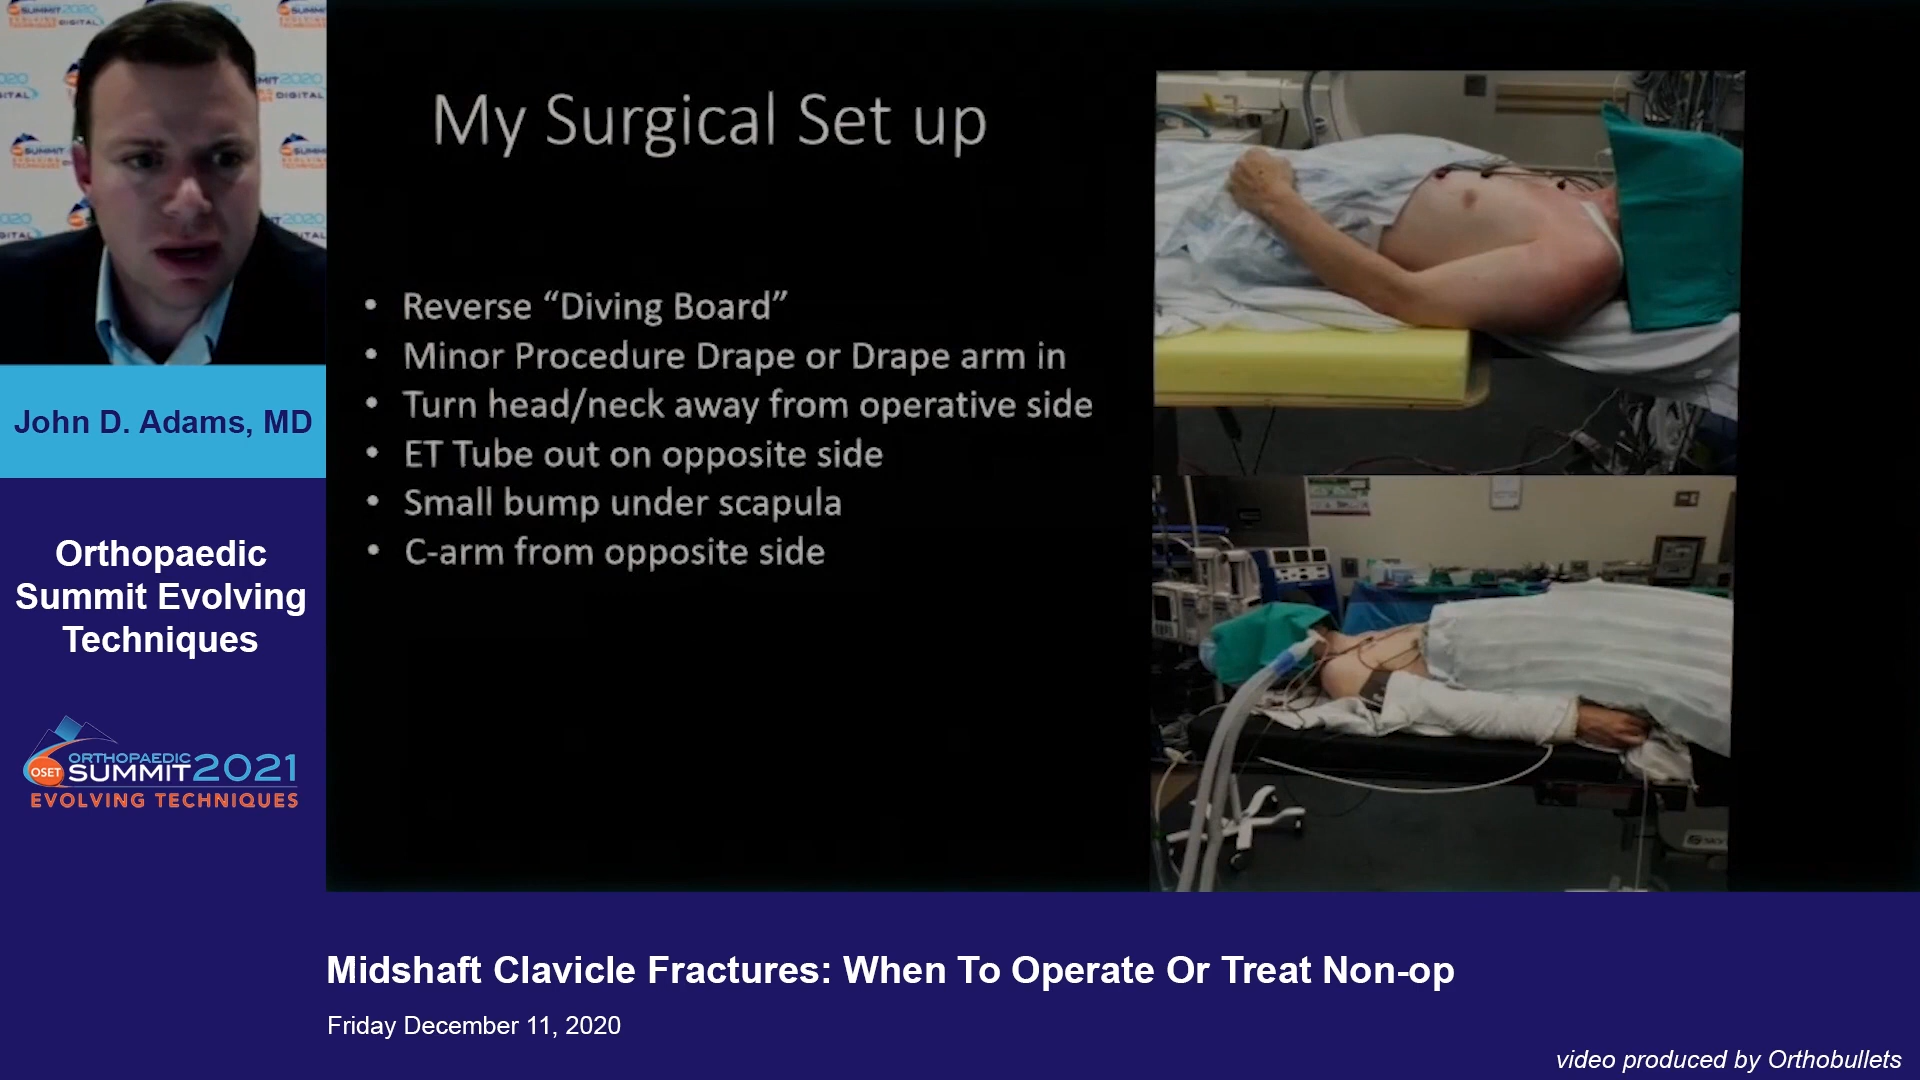 SUMMIT 2020
DIGITAL
My Surgical Set up
• Reverse “Diving Board”
• Minor Procedure Drape or Drape arm in
• Turn head/neck away from operative side
• ET Tube out on opposite side
• Small bump under scapula
• C-arm from opposite side
John D. Adams, MD
Orthopaedic
Summit Evolving
Techniques
ORTHOPAEDIC
OSET SUMMIT 2021
EVOLVING TECHNIQUES
Midshaft Clavicle Fractures: When To Operate Or Treat Non-op
Friday December 11, 2020
video produced by Orthobullets